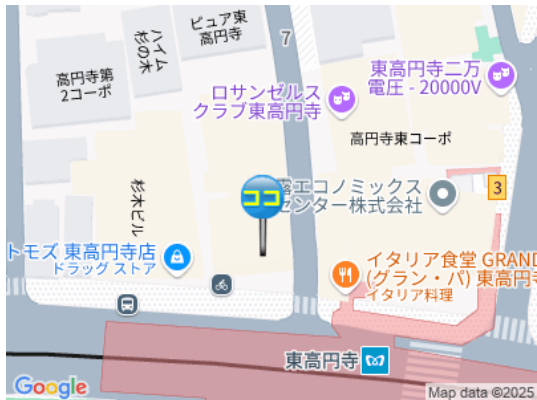 ピュア東
高円寺
7
ハイム
杉の木
高円寺第
2コーポ
ロサンゼルス
クラブ東高円寺
東高円寺二万
電圧 - 20000V
高円寺東コーポ
杉木ビル
ココ
エコノミックス
センター株式会社
3
トモズ 東高円寺店
ドラッグ ストア
イタリア食堂 GRAND
(グラン・パ) 東高円寺
イタリア料理
東高円寺
Google
Map data ©2025